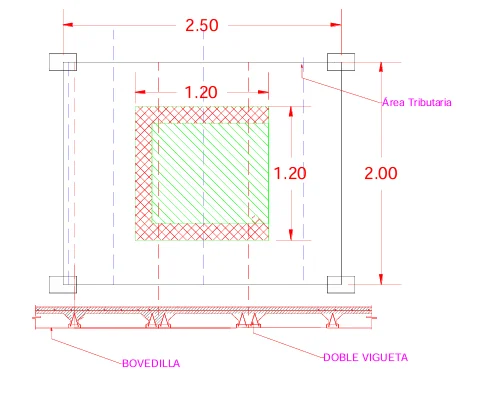 2.50
1.20
Área Tributaria
1.20
2.00
BOVEDILLA
DOBLE VIGUETA